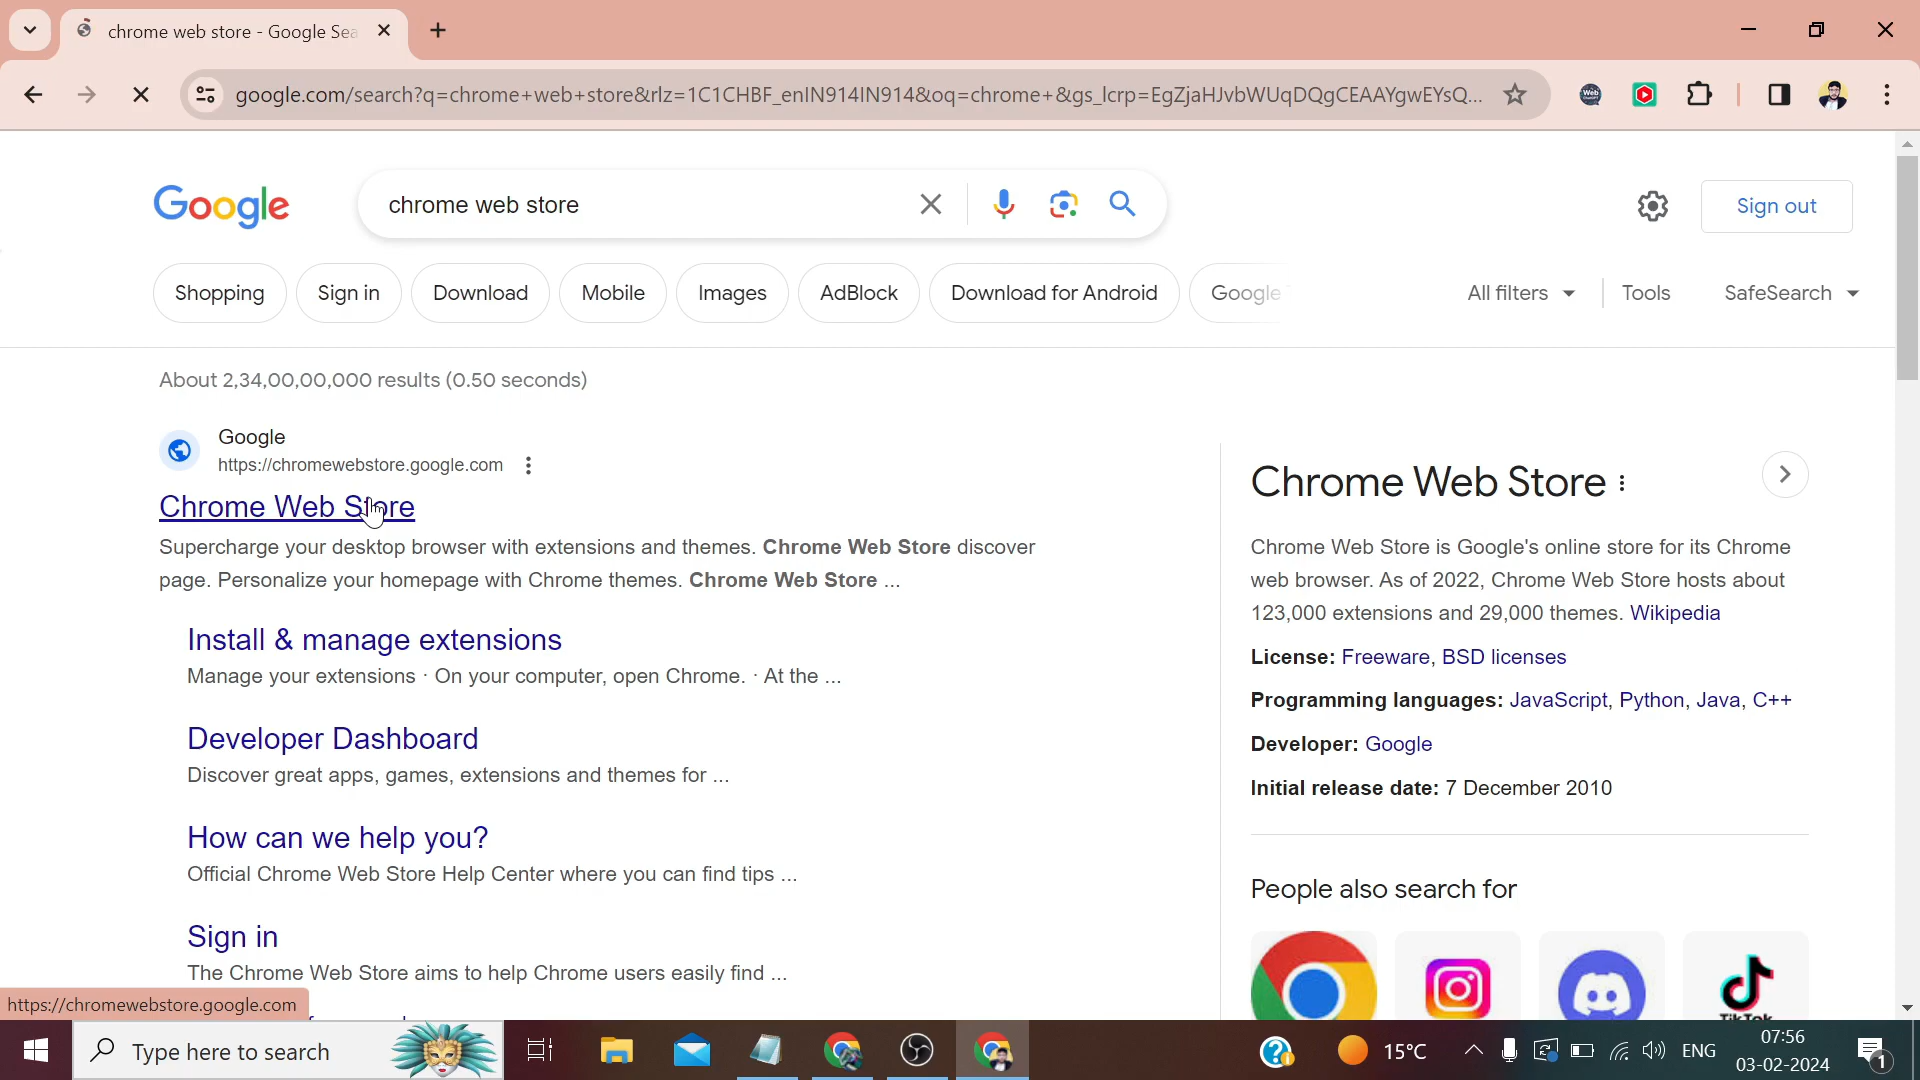 chrome web store - Google Sea
google.com/search?q=chrome+web+store&rlz=1C1CHBF_enIN914IN914&oq=chrome+&gs_lcrp=EgZjaHJvbWUqDQgCEAAYgwEYsQ...
Google
chrome web store
Sign out
Shopping
Sign in
Download
Mobile
Images
AdBlock
Download for Android
Google
All filters
Tools
SafeSearch
About 2,34,00,00,000 results (0.50 seconds)
Google
https://chromewebstore.google.com
Chrome Web Store
Supercharge your desktop browser with extensions and themes. Chrome Web Store discover
page. Personalize your homepage with Chrome themes. Chrome Web Store ...
Install & manage extensions
Manage your extensions · On your computer, open Chrome. · At the ...
Developer Dashboard
Discover great apps, games, extensions and themes for ...
How can we help you?
Official Chrome Web Store Help Center where you can find tips ...
Sign in
The Chrome Web Store aims to help Chrome users easily find ...
Chrome Web Store
Chrome Web Store is Google's online store for its Chrome
web browser. As of 2022, Chrome Web Store hosts about
123,000 extensions and 29,000 themes. Wikipedia
License: Freeware, BSD licenses
Programming languages: JavaScript, Python, Java, C++
Developer: Google
Initial release date: 7 December 2010
People also search for
TikTok
https://chromewebstore.google.com
Type here to search
15°C
ENG
07:56
03-02-2024
1